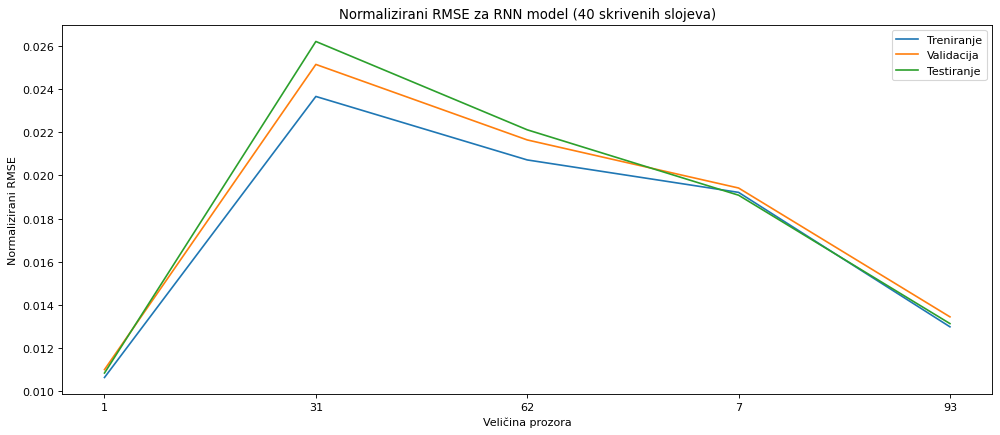 Normalizirani RMSE za RNN model (40 skrivenih slojeva)
Treniranje
Validacija
Testiranje
Normalizirani RMSE
0.026
0.024
0.022
0.020
0.018
0.016
0.014
0.012
0.010
1 31 62 7 93
Veličina prozora